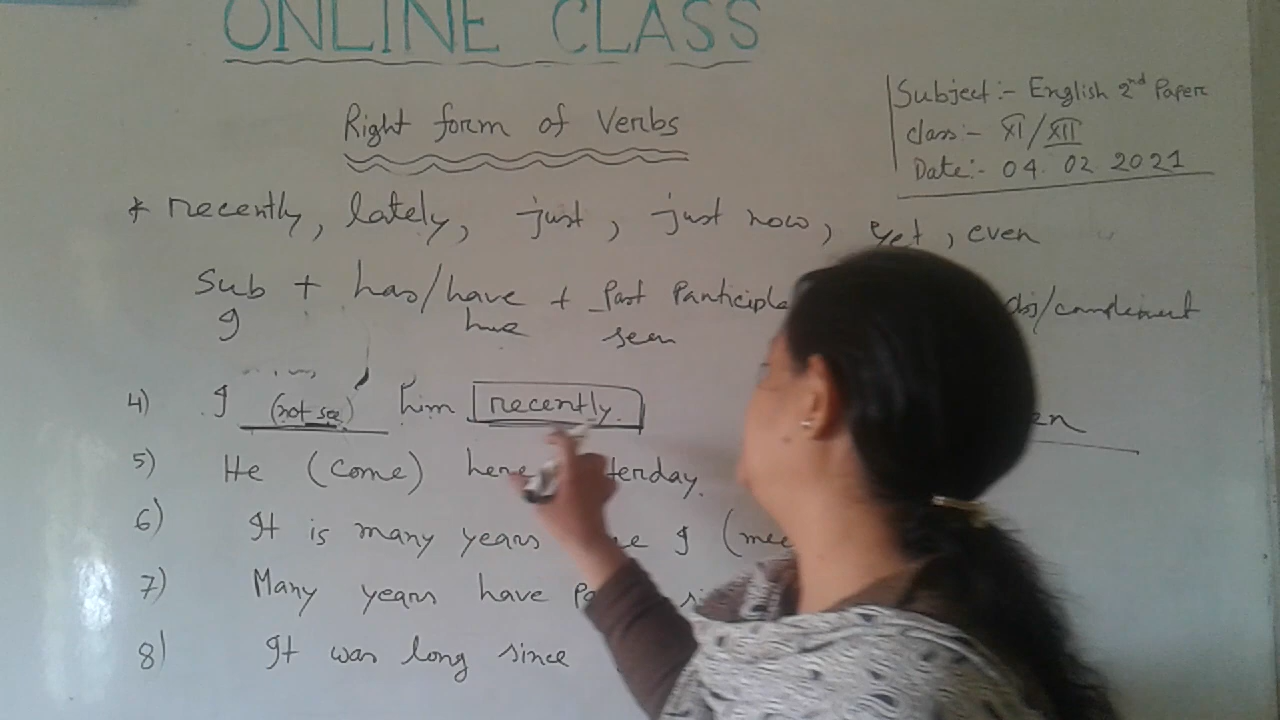 ONLINE CLASS
Subject:- English 2nd Paper
class:- XI/XII
Date:- 04 02 2021
Right form of Verbs
* recently, lately, just, just now, yet, even
Sub + has/have + Past Participle obj/complement
I have seen
4) I (not see) him recently.
5) He (come) here yesterday.
6) It is many years I (mee
7) Many years have pa si
8) It was long since